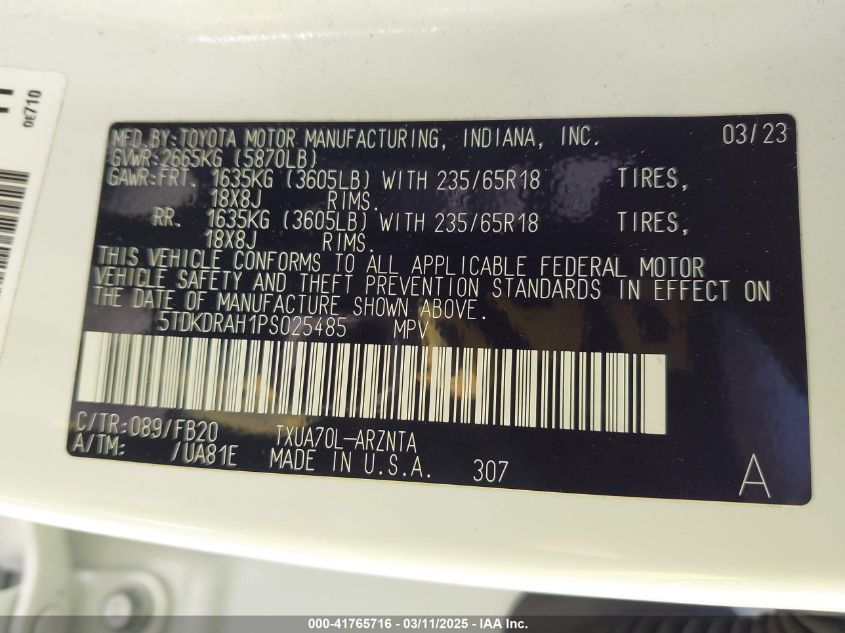 0E710
MFD.BY:TOYOTA MOTOR MANUFACTURING, INDIANA, INC. 03/23
GVWR:2665KG (5870LB)
GAWR:FRT. 1635KG (3605LB) WITH 235/65R18 TIRES,
18X8J RIMS.
RR. 1635KG (3605LB) WITH 235/65R18 TIRES,
18X8J RIMS.
THIS VEHICLE CONFORMS TO ALL APPLICABLE FEDERAL MOTOR
VEHICLE SAFETY AND THEFT PREVENTION STANDARDS IN EFFECT ON
THE DATE OF MANUFACTURE SHOWN ABOVE.
5TDKDRAH1PS025485 MPV
C/TR:089/FB20 TXUA70L-ARZNTA
A/TM: /UA81E MADE IN U.S.A. 307 A
000-41765716 - 03/11/2025 - IAA Inc.